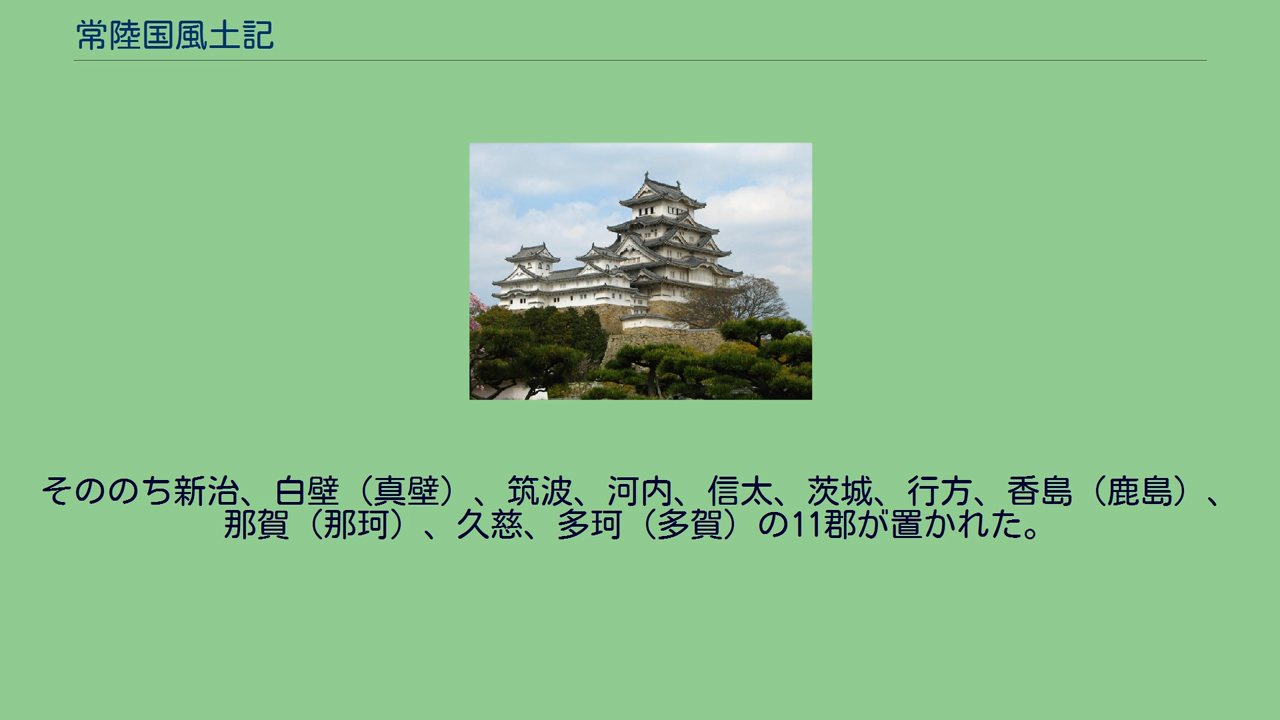 常陸国風土記
そののち新治、白壁（真壁）、筑波、河内、信太、茨城、行方、香島（鹿島）、
那賀（那珂）、久慈、多珂（多賀）の11郡が置かれた。